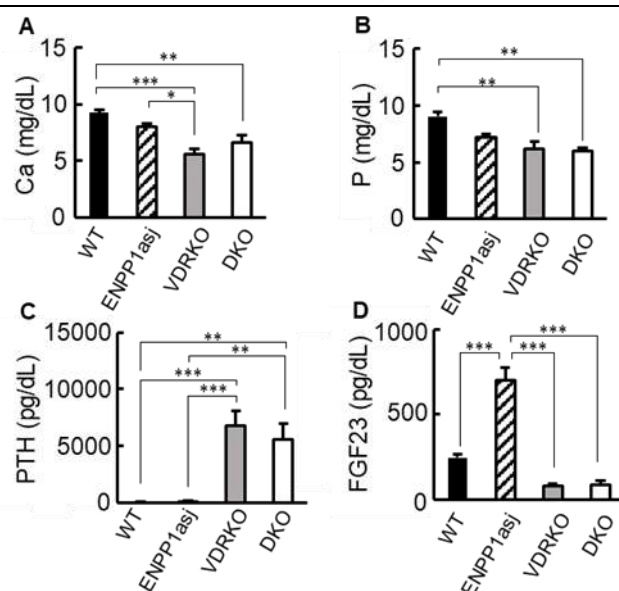 A
Ca (mg/dL)
15
10
5
0
**
***
*
WT
ENPP1asj
VDRKO
DKO
B
P (mg/dL)
15
10
5
0
**
**
WT
ENPP1asj
VDRKO
DKO
C
PTH (pg/dL)
15000
10000
5000
0
**
**
***
***
WT
ENPP1asj
VDRKO
DKO
D
FGF23 (pg/dL)
1000
500
0
***
***
***
WT
ENPP1asj
VDRKO
DKO